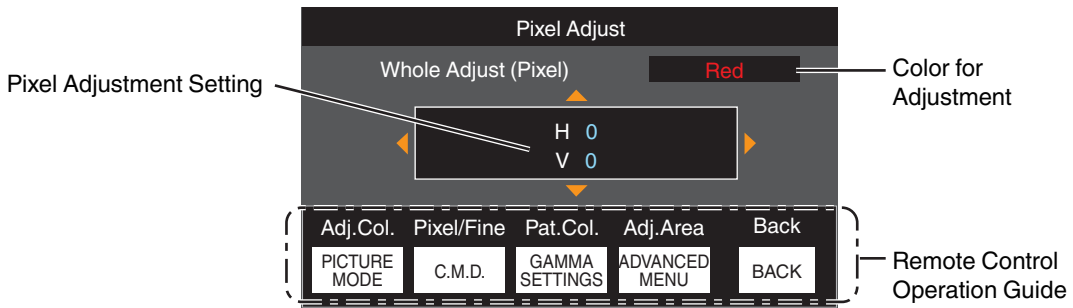 Pixel Adjust
Whole Adjust (Pixel)
Red
Pixel Adjustment Setting
Color for
Adjustment
H 0
V 0
Adj.Col.
Pixel/Fine
Pat.Col.
Adj.Area
Back
PICTURE
MODE
C.M.D.
GAMMA
SETTINGS
ADVANCED
MENU
BACK
Remote Control
Operation Guide